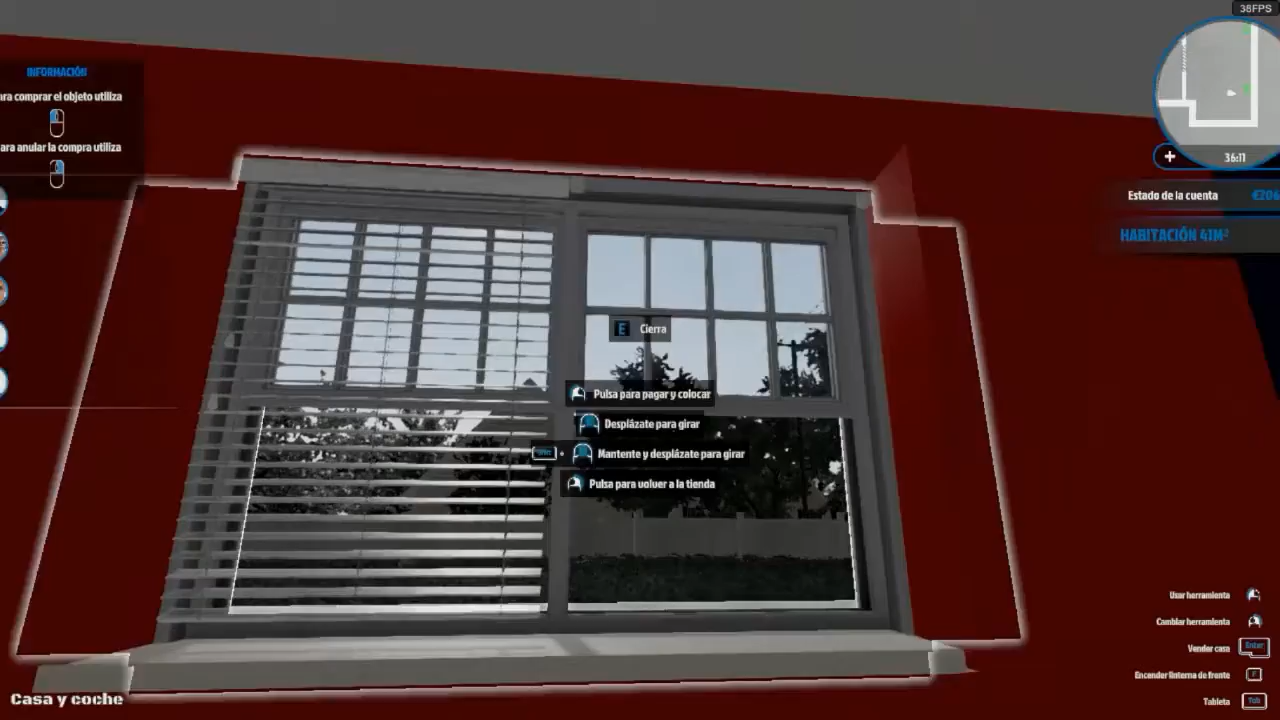 38FPS
INFORMACIÓN
ara comprar el objeto utiliza
ara anular la compra utiliza
36:11
Estado de la cuenta €206
HABITACIÓN 41M²
E Cierra
Pulsa para pagar y colocar
Desplázate para girar
Mantente y desplázate para girar
Pulsa para volver a la tienda
Usar herramienta
Cambiar herramienta
Vender casa Enter
Encender linterna de frente F
Tableta Tab
Casa y coche